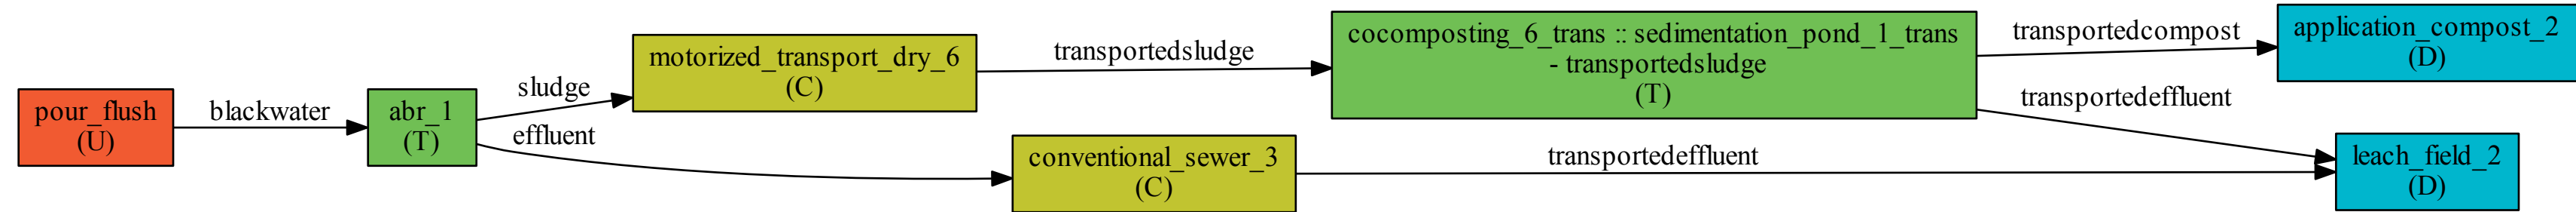 pour_flush
(U)
blackwater
abr_1
(T)
sludge
effluent
motorized_transport_dry_6
(C)
transportedsludge
conventional_sewer_3
(C)
transportedeffluent
cocomposting_6_trans :: sedimentation_pond_1_trans
- transportedsludge
(T)
transportedcompost
transportedeffluent
application_compost_2
(D)
leach_field_2
(D)